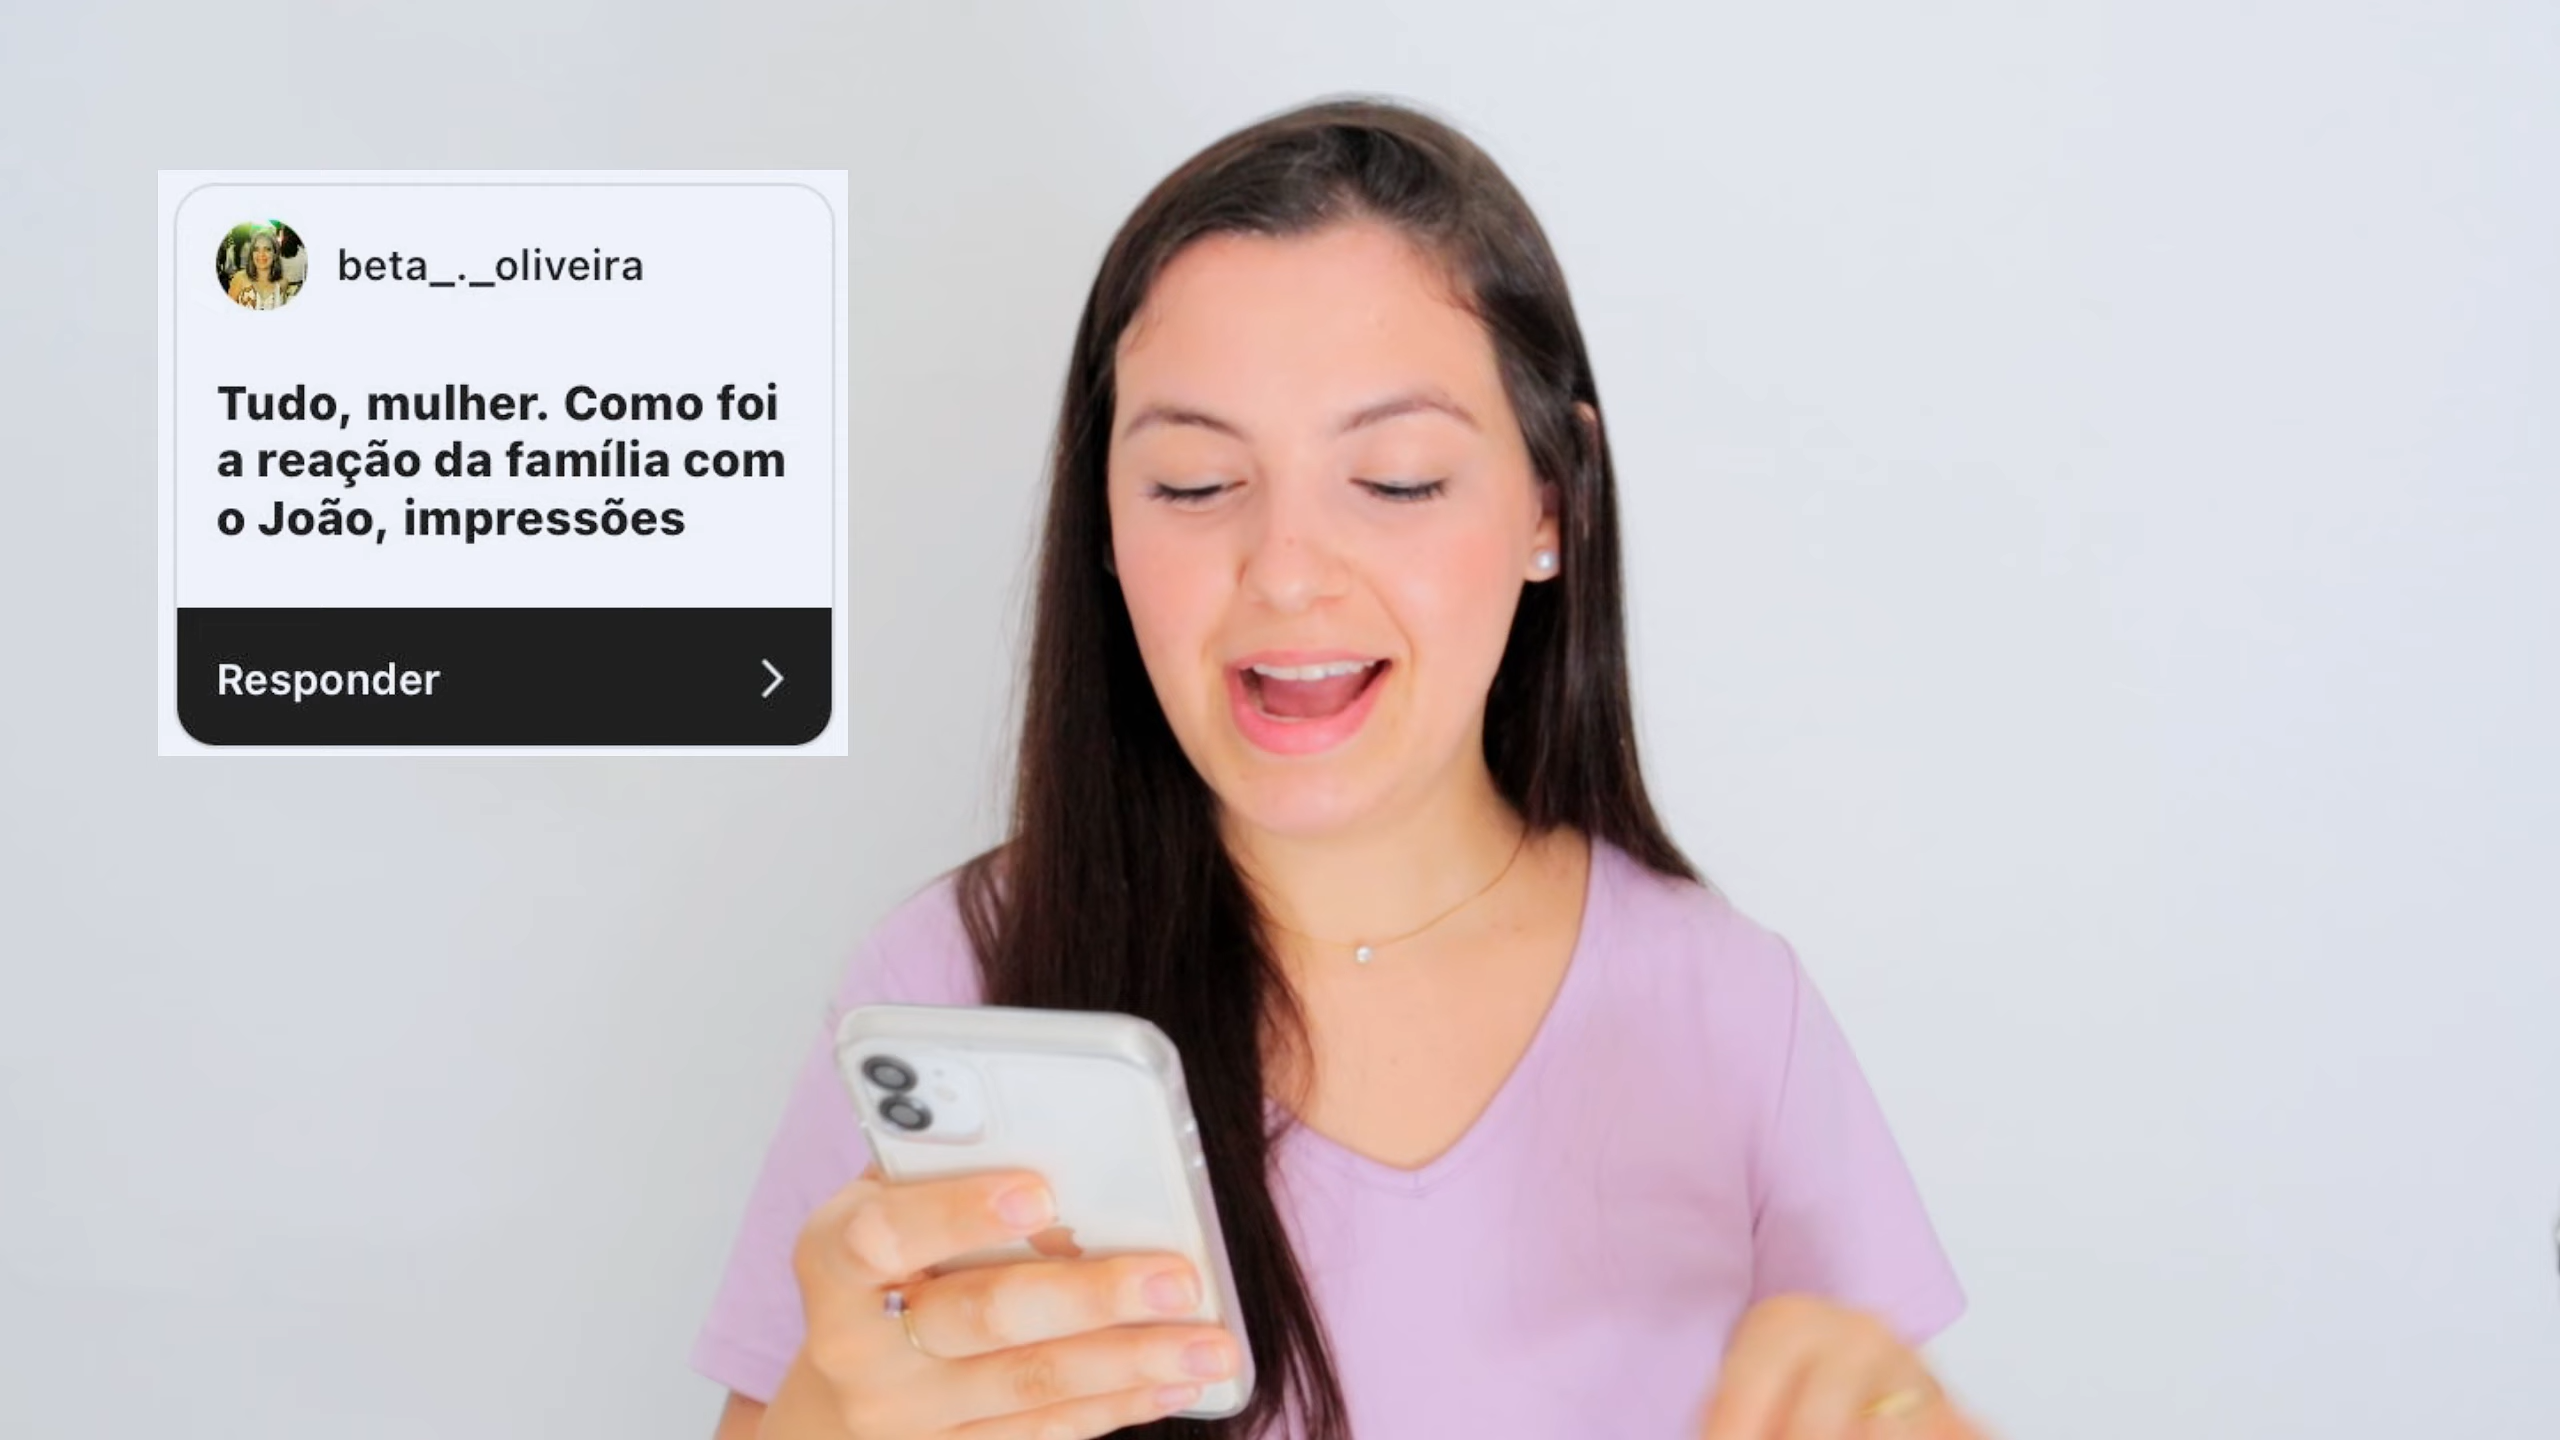 beta_._oliveira
Tudo, mulher. Como foi
a reação da família com
o João, impressões
Responder